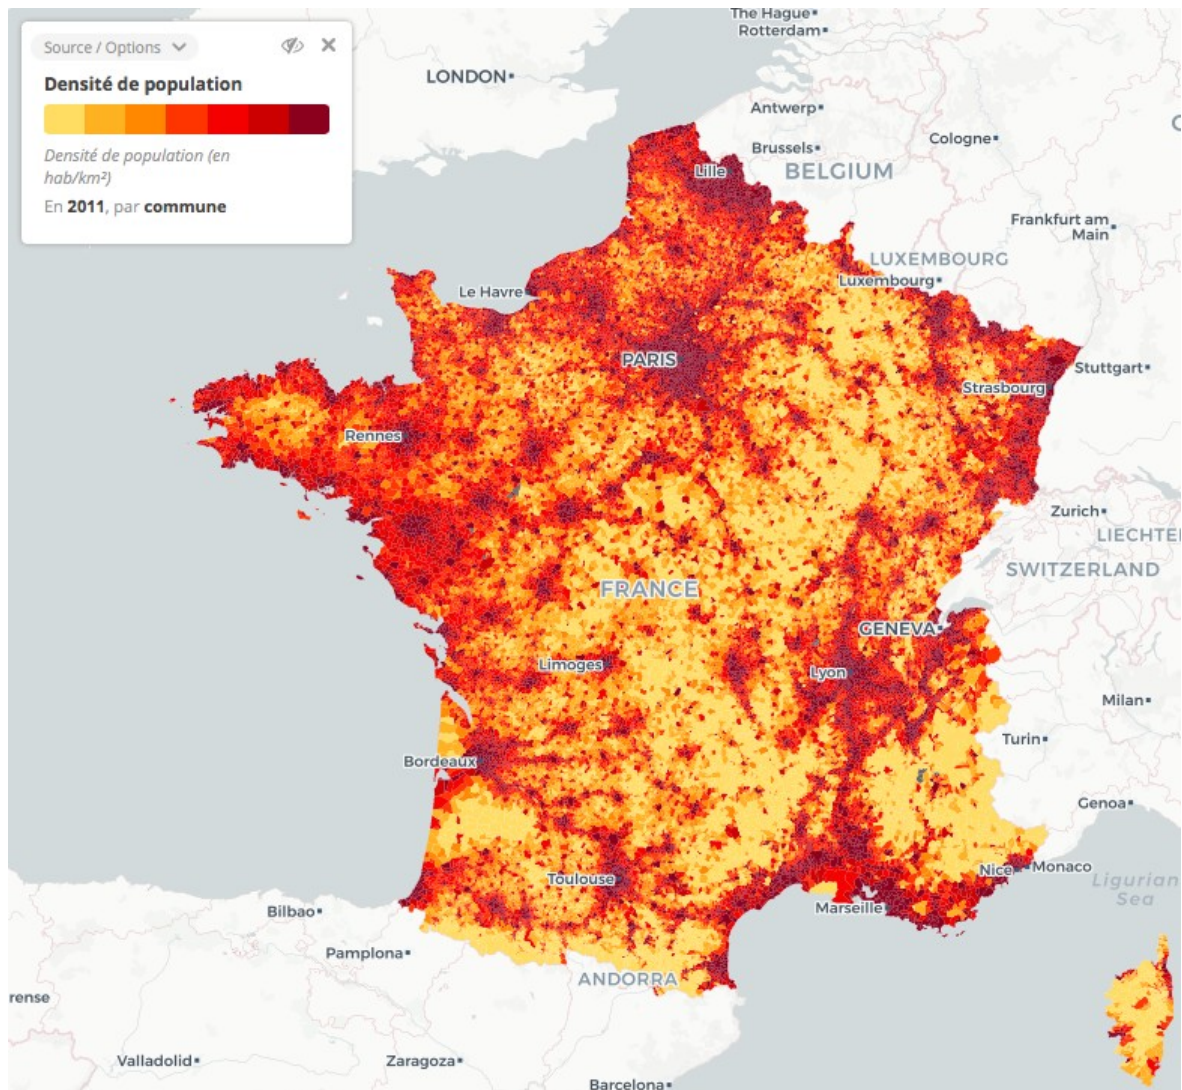 Source / Options
Densité de population
Densité de population (en
hab/km²)
En 2011, par commune
The Hague
Rotterdam
LONDON
Antwerp
Brussels
Cologne
BELGIUM
Lille
Frankfurt am
Main
LUXEMBOURG
Luxembourg
Le Havre
PARIS
Stuttgart
Strasbourg
Rennes
Zurich
LIECHTE
SWITZERLAND
FRANCE
GENEVA
Limoges
Lyon
Milan
Turin
Bordeaux
Genoa
Nice
Monaco
Toulouse
Ligurian
Sea
Marseille
Bilbao
Pamplona
ANDORRA
rense
Valladolid
Zaragoza
Barcelona